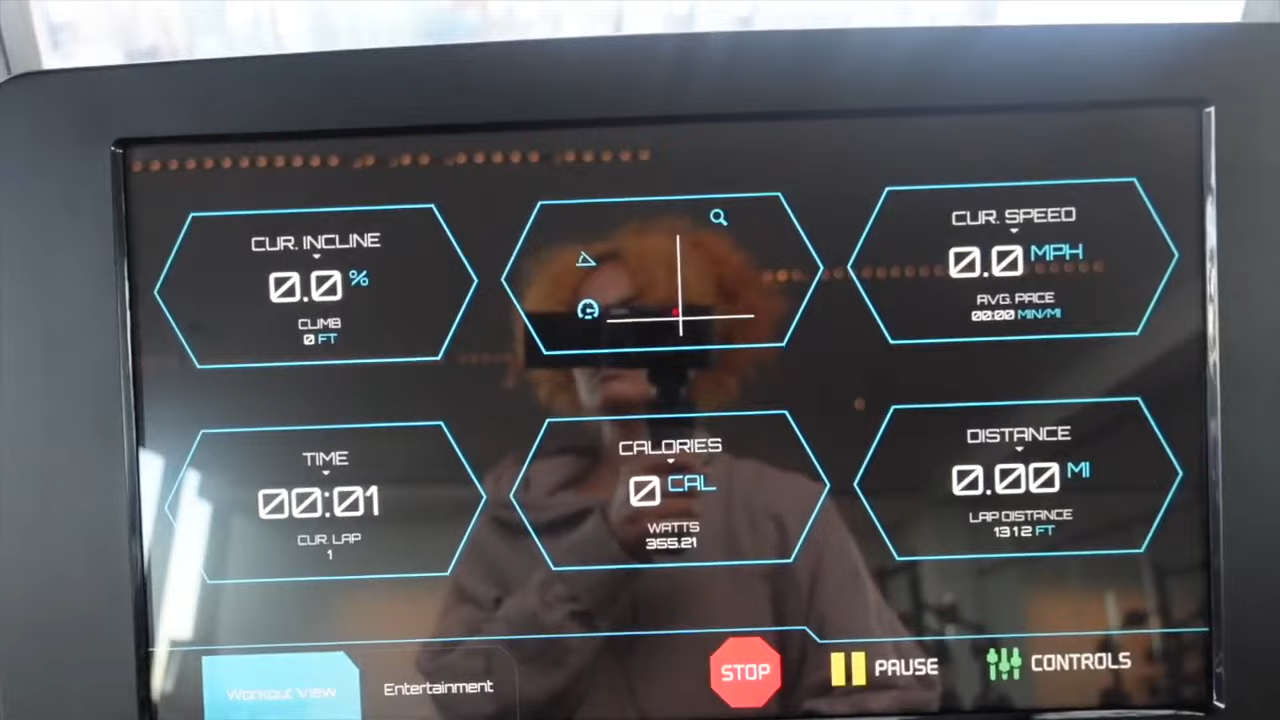 CUR. INCLINE
0.0 %
CLIMB
0 FT
CUR. SPEED
0.0 MPH
AVG. PACE
00:00 MIN/MI
TIME
00:01
CUR. LAP
1
CALORIES
0 CAL
WATTS
355.21
DISTANCE
0.00 MI
LAP DISTANCE
1312 FT
Workout View
Entertainment
STOP
PAUSE
CONTROLS